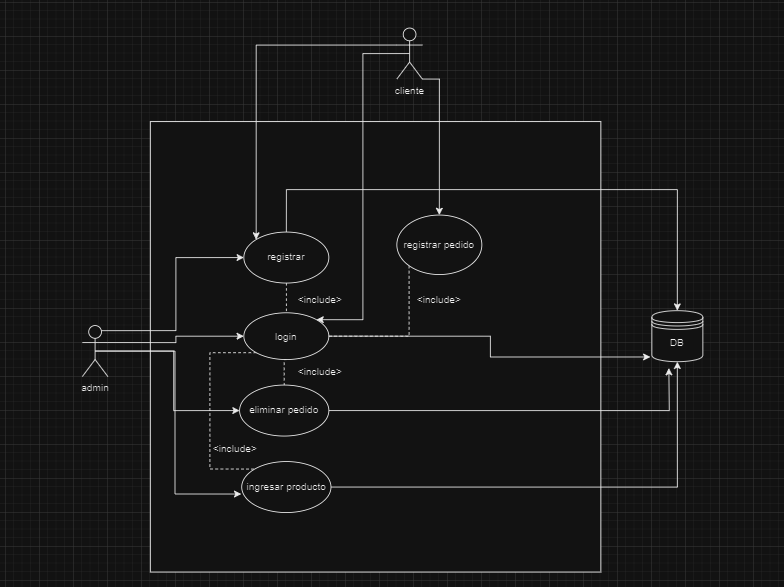 cliente
registrar pedido
registrar
<include>
<include>
login
DB
<include>
admin
eliminar pedido
<include>
ingresar producto